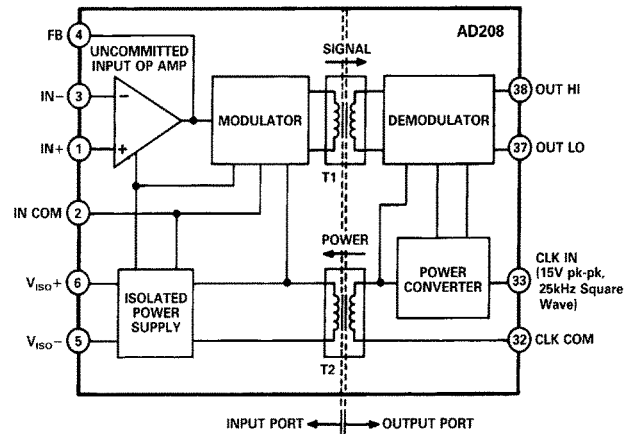 FB
4
UNCOMMITTED
INPUT OP AMP
SIGNAL
AD208
IN−
3
−
38
OUT HI
MODULATOR
DEMODULATOR
IN+
1
+
37
OUT LO
T1
IN COM
2
POWER
VISO+
6
ISOLATED
POWER
SUPPLY
POWER
CONVERTER
33
CLK IN
(15V pk-pk,
25kHz Square
Wave)
VISO−
5
32
CLK COM
T2
INPUT PORT
OUTPUT PORT